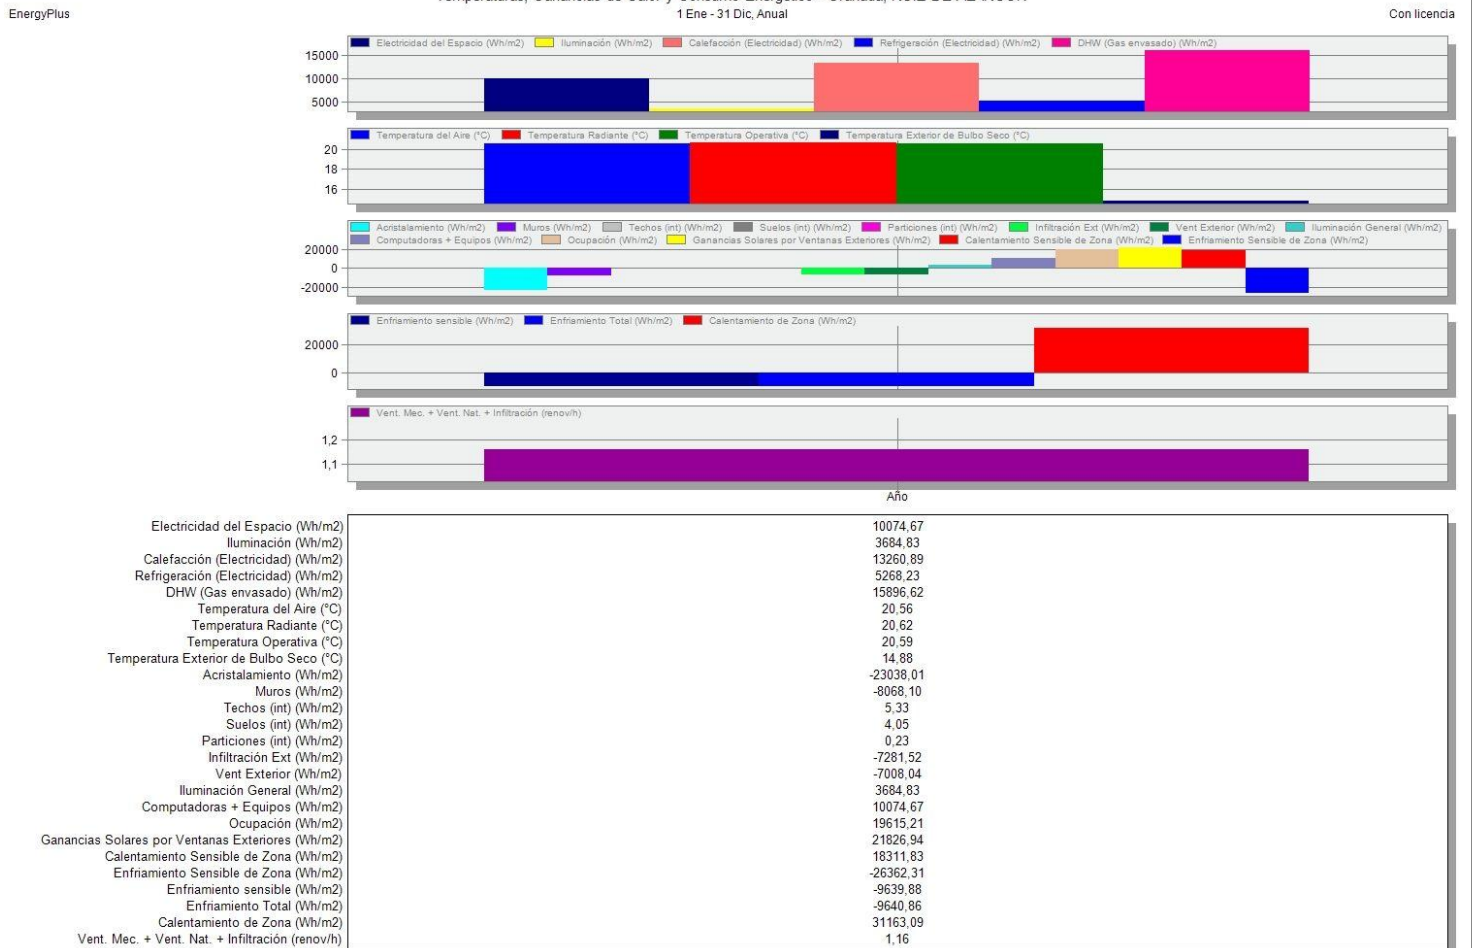 EnergyPlus
1 Ene - 31 Dic, Anual
Con licencia
Electricidad del Espacio (Wh/m2) Iluminación (Wh/m2) Calefacción (Electricidad) (Wh/m2) Refrigeración (Electricidad) (Wh/m2) DHW (Gas envasado) (Wh/m2)
15000
10000
5000
Temperatura del Aire (°C) Temperatura Radiante (°C) Temperatura Operativa (°C) Temperatura Exterior de Bulbo Seco (°C)
20
18
16
Acristalamiento (Wh/m2) Muros (Wh/m2) Techos (int) (Wh/m2) Suelos (int) (Wh/m2) Particiones (int) (Wh/m2) Infiltración Ext (Wh/m2) Vent Exterior (Wh/m2) Iluminación General (Wh/m2)
Computadoras + Equipos (Wh/m2) Ocupación (Wh/m2) Ganancias Solares por Ventanas Exteriores (Wh/m2) Calentamiento Sensible de Zona (Wh/m2) Enfriamiento Sensible de Zona (Wh/m2)
20000
0
-20000
Enfriamiento sensible (Wh/m2) Enfriamiento Total (Wh/m2) Calentamiento de Zona (Wh/m2)
20000
0
Vent. Mec. + Vent. Nat. + Infiltración (renov/h)
1,2
1,1
Año
Electricidad del Espacio (Wh/m2) 10074,67
Iluminación (Wh/m2) 3684,83
Calefacción (Electricidad) (Wh/m2) 13260,89
Refrigeración (Electricidad) (Wh/m2) 5268,23
DHW (Gas envasado) (Wh/m2) 15896,62
Temperatura del Aire (°C) 20,56
Temperatura Radiante (°C) 20,62
Temperatura Operativa (°C) 20,59
Temperatura Exterior de Bulbo Seco (°C) 14,88
Acristalamiento (Wh/m2) -23038,01
Muros (Wh/m2) -8068,10
Techos (int) (Wh/m2) 5,33
Suelos (int) (Wh/m2) 4,05
Particiones (int) (Wh/m2) 0,23
Infiltración Ext (Wh/m2) -7281,52
Vent Exterior (Wh/m2) -7008,04
Iluminación General (Wh/m2) 3684,83
Computadoras + Equipos (Wh/m2) 10074,67
Ocupación (Wh/m2) 19615,21
Ganancias Solares por Ventanas Exteriores (Wh/m2) 21826,94
Calentamiento Sensible de Zona (Wh/m2) 18311,83
Enfriamiento Sensible de Zona (Wh/m2) -26362,31
Enfriamiento sensible (Wh/m2) -9639,88
Enfriamiento Total (Wh/m2) -9640,86
Calentamiento de Zona (Wh/m2) 31163,09
Vent. Mec. + Vent. Nat. + Infiltración (renov/h) 1,16